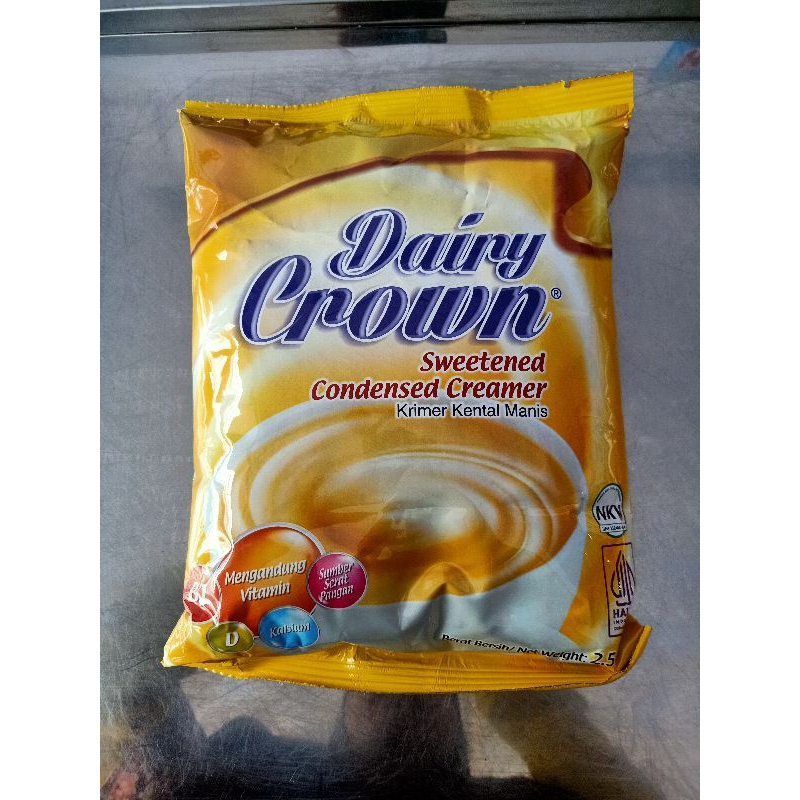 Dairy
Crown®
Sweetened
Condensed Creamer
Krimer Kental Manis
NKV
Mengandung
Vitamin
Sumber
Serat
Pangan
D
Kalsium
Berat Bersih/ Net Weight: 2.5